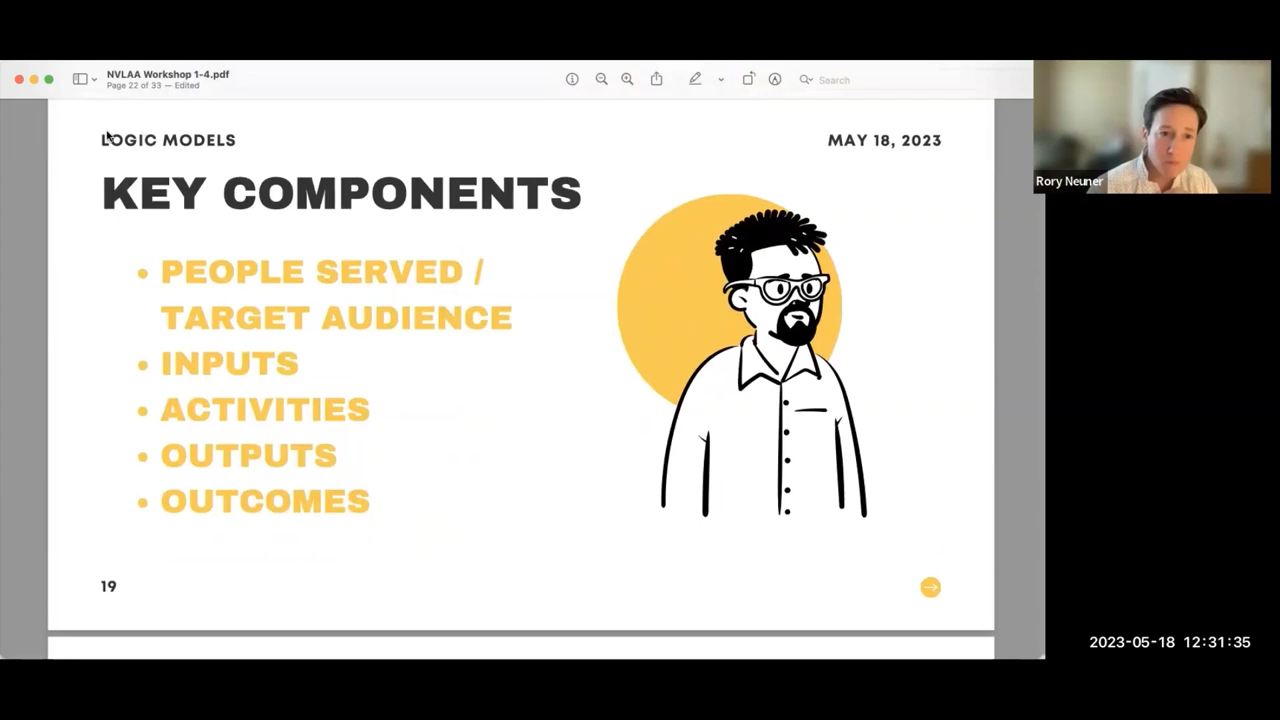 NVLAA Workshop 1-4.pdf
Page 22 of 33 — Edited
Search
LOGIC MODELS
MAY 18, 2023
KEY COMPONENTS
• PEOPLE SERVED /
TARGET AUDIENCE
• INPUTS
• ACTIVITIES
• OUTPUTS
• OUTCOMES
19
Rory Neuner
2023-05-18 12:31:35